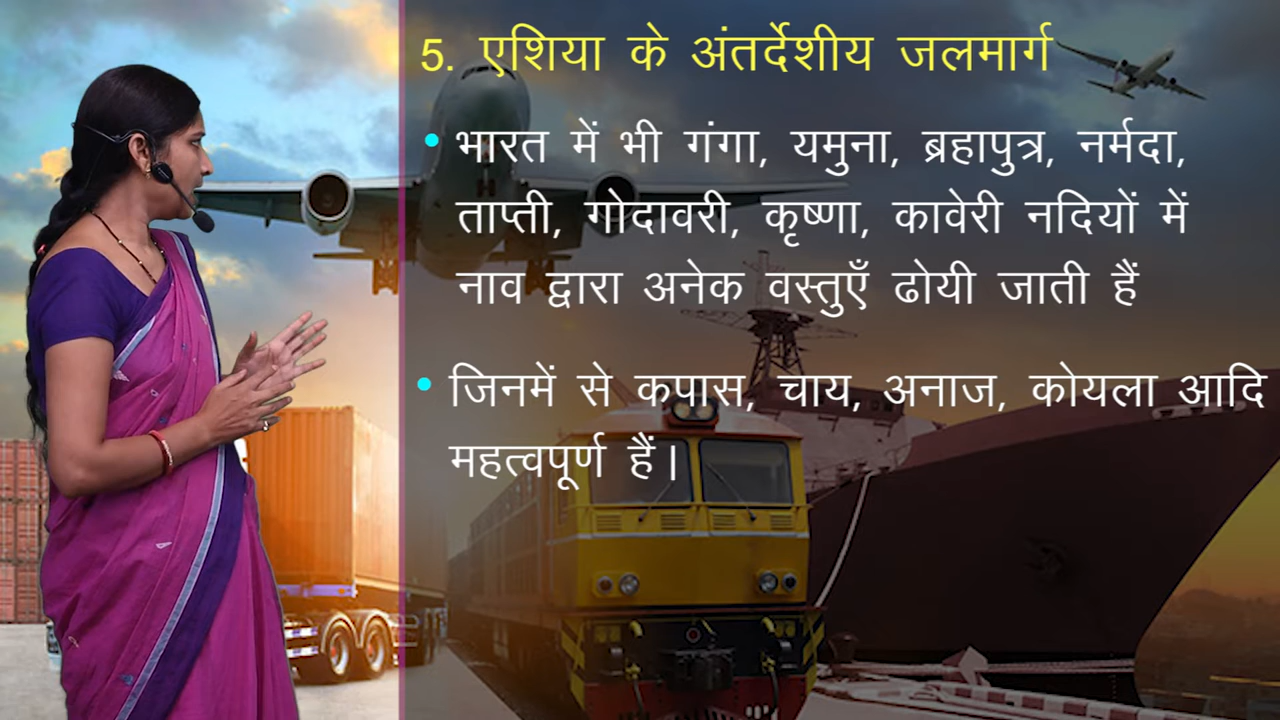 5. एशिया के अंतर्देशीय जलमार्ग
• भारत में भी गंगा, यमुना, ब्रहापुत्र, नर्मदा,
ताप्ती, गोदावरी, कृष्णा, कावेरी नदियों में
नाव द्वारा अनेक वस्तुएँ ढोयी जाती हैं
• जिनमें से कपास, चाय, अनाज, कोयला आदि
महत्वपूर्ण हैं।